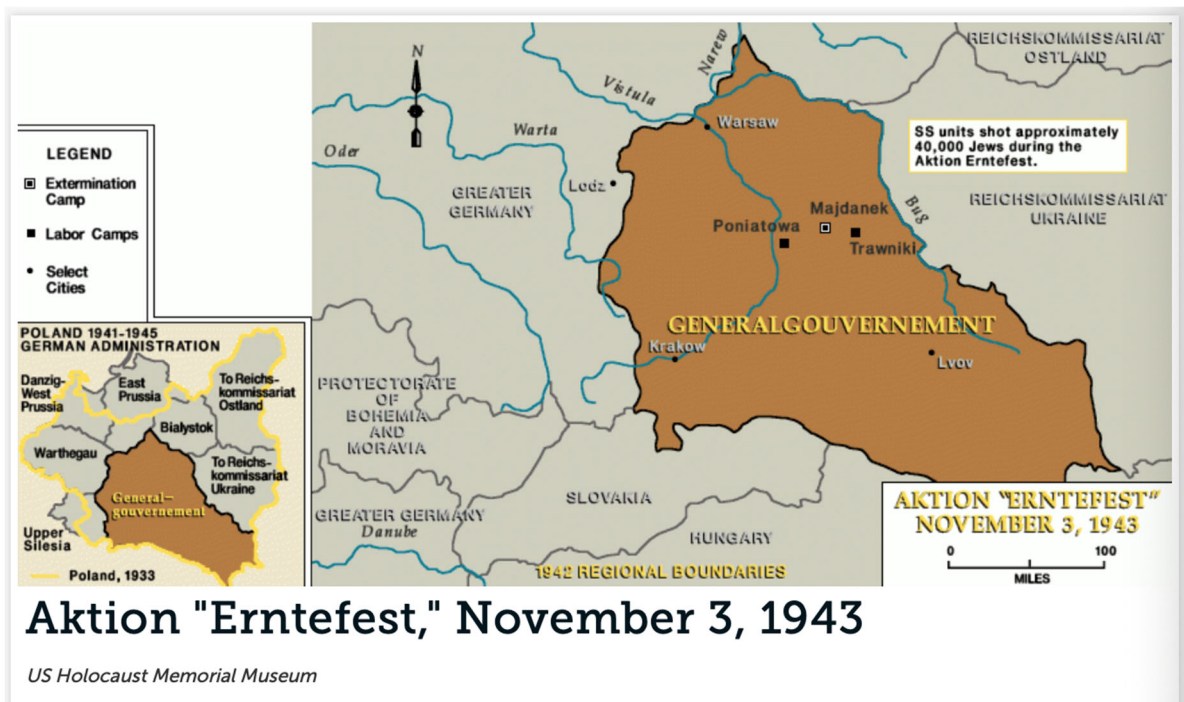 N
Narew
Vistula
Warta
Oder
Warsaw
Lodz
GREATER
GERMANY
REICHSKOMMISSARIAT
OSTLAND
SS units shot approximately
40,000 Jews during the
Aktion Erntefest.
REICHSKOMMISSARIAT
UKRAINE
Bug
Majdanek
Poniatowa
Trawniki
GENERALGOUVERNEMENT
Krakow
Lvov
PROTECTORATE
OF
BOHEMIA
AND
MORAVIA
SLOVAKIA
GREATER GERMANY
Danube
HUNGARY
1942 REGIONAL BOUNDARIES
AKTION "ERNTEFEST"
NOVEMBER 3, 1943
0 100
MILES
LEGEND
Extermination
Camp
Labor Camps
Select
Cities
POLAND 1941-1945
GERMAN ADMINISTRATION
Danzig-
West
Prussia
East
Prussia
To Reichs-
kommissariat
Ostland
Bialystok
Warthegau
To Reichs-
kommissariat
Ukraine
General-
gouvernement
Upper
Silesia
Poland, 1933
Aktion "Erntefest," November 3, 1943
US Holocaust Memorial Museum